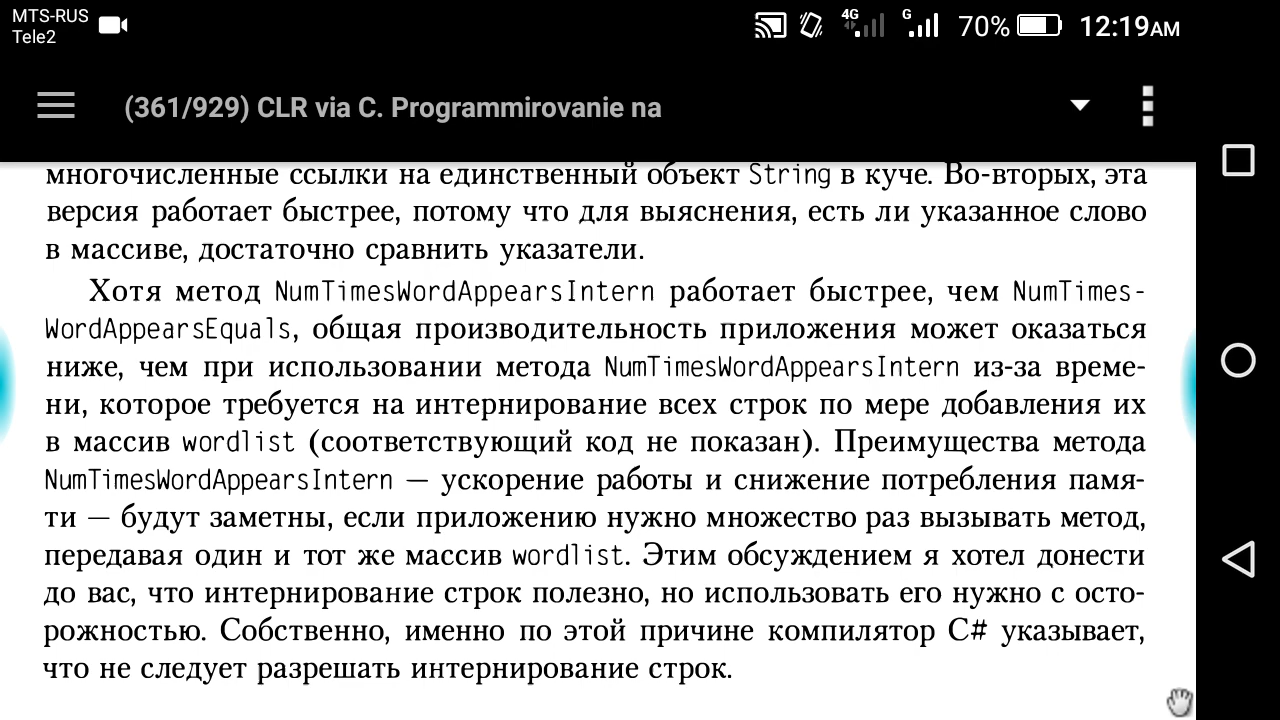 MTS-RUS
Tele2
4G
G
70%
12:19AM
(361/929) CLR via C. Programmirovanie na
многочисленные ссылки на единственный объект String в куче. Во-вторых, эта
версия работает быстрее, потому что для выяснения, есть ли указанное слово
в массиве, достаточно сравнить указатели.
Хотя метод NumTimesWordAppearsIntern работает быстрее, чем NumTimes-
WordAppearsEquals, общая производительность приложения может оказаться
ниже, чем при использовании метода NumTimesWordAppearsIntern из-за време-
ни, которое требуется на интернирование всех строк по мере добавления их
в массив wordlist (соответствующий код не показан). Преимущества метода
NumTimesWordAppearsIntern — ускорение работы и снижение потребления памя-
ти — будут заметны, если приложению нужно множество раз вызывать метод,
передавая один и тот же массив wordlist. Этим обсуждением я хотел донести
до вас, что интернирование строк полезно, но использовать его нужно с осто-
рожностью. Собственно, именно по этой причине компилятор C# указывает,
что не следует разрешать интернирование строк.